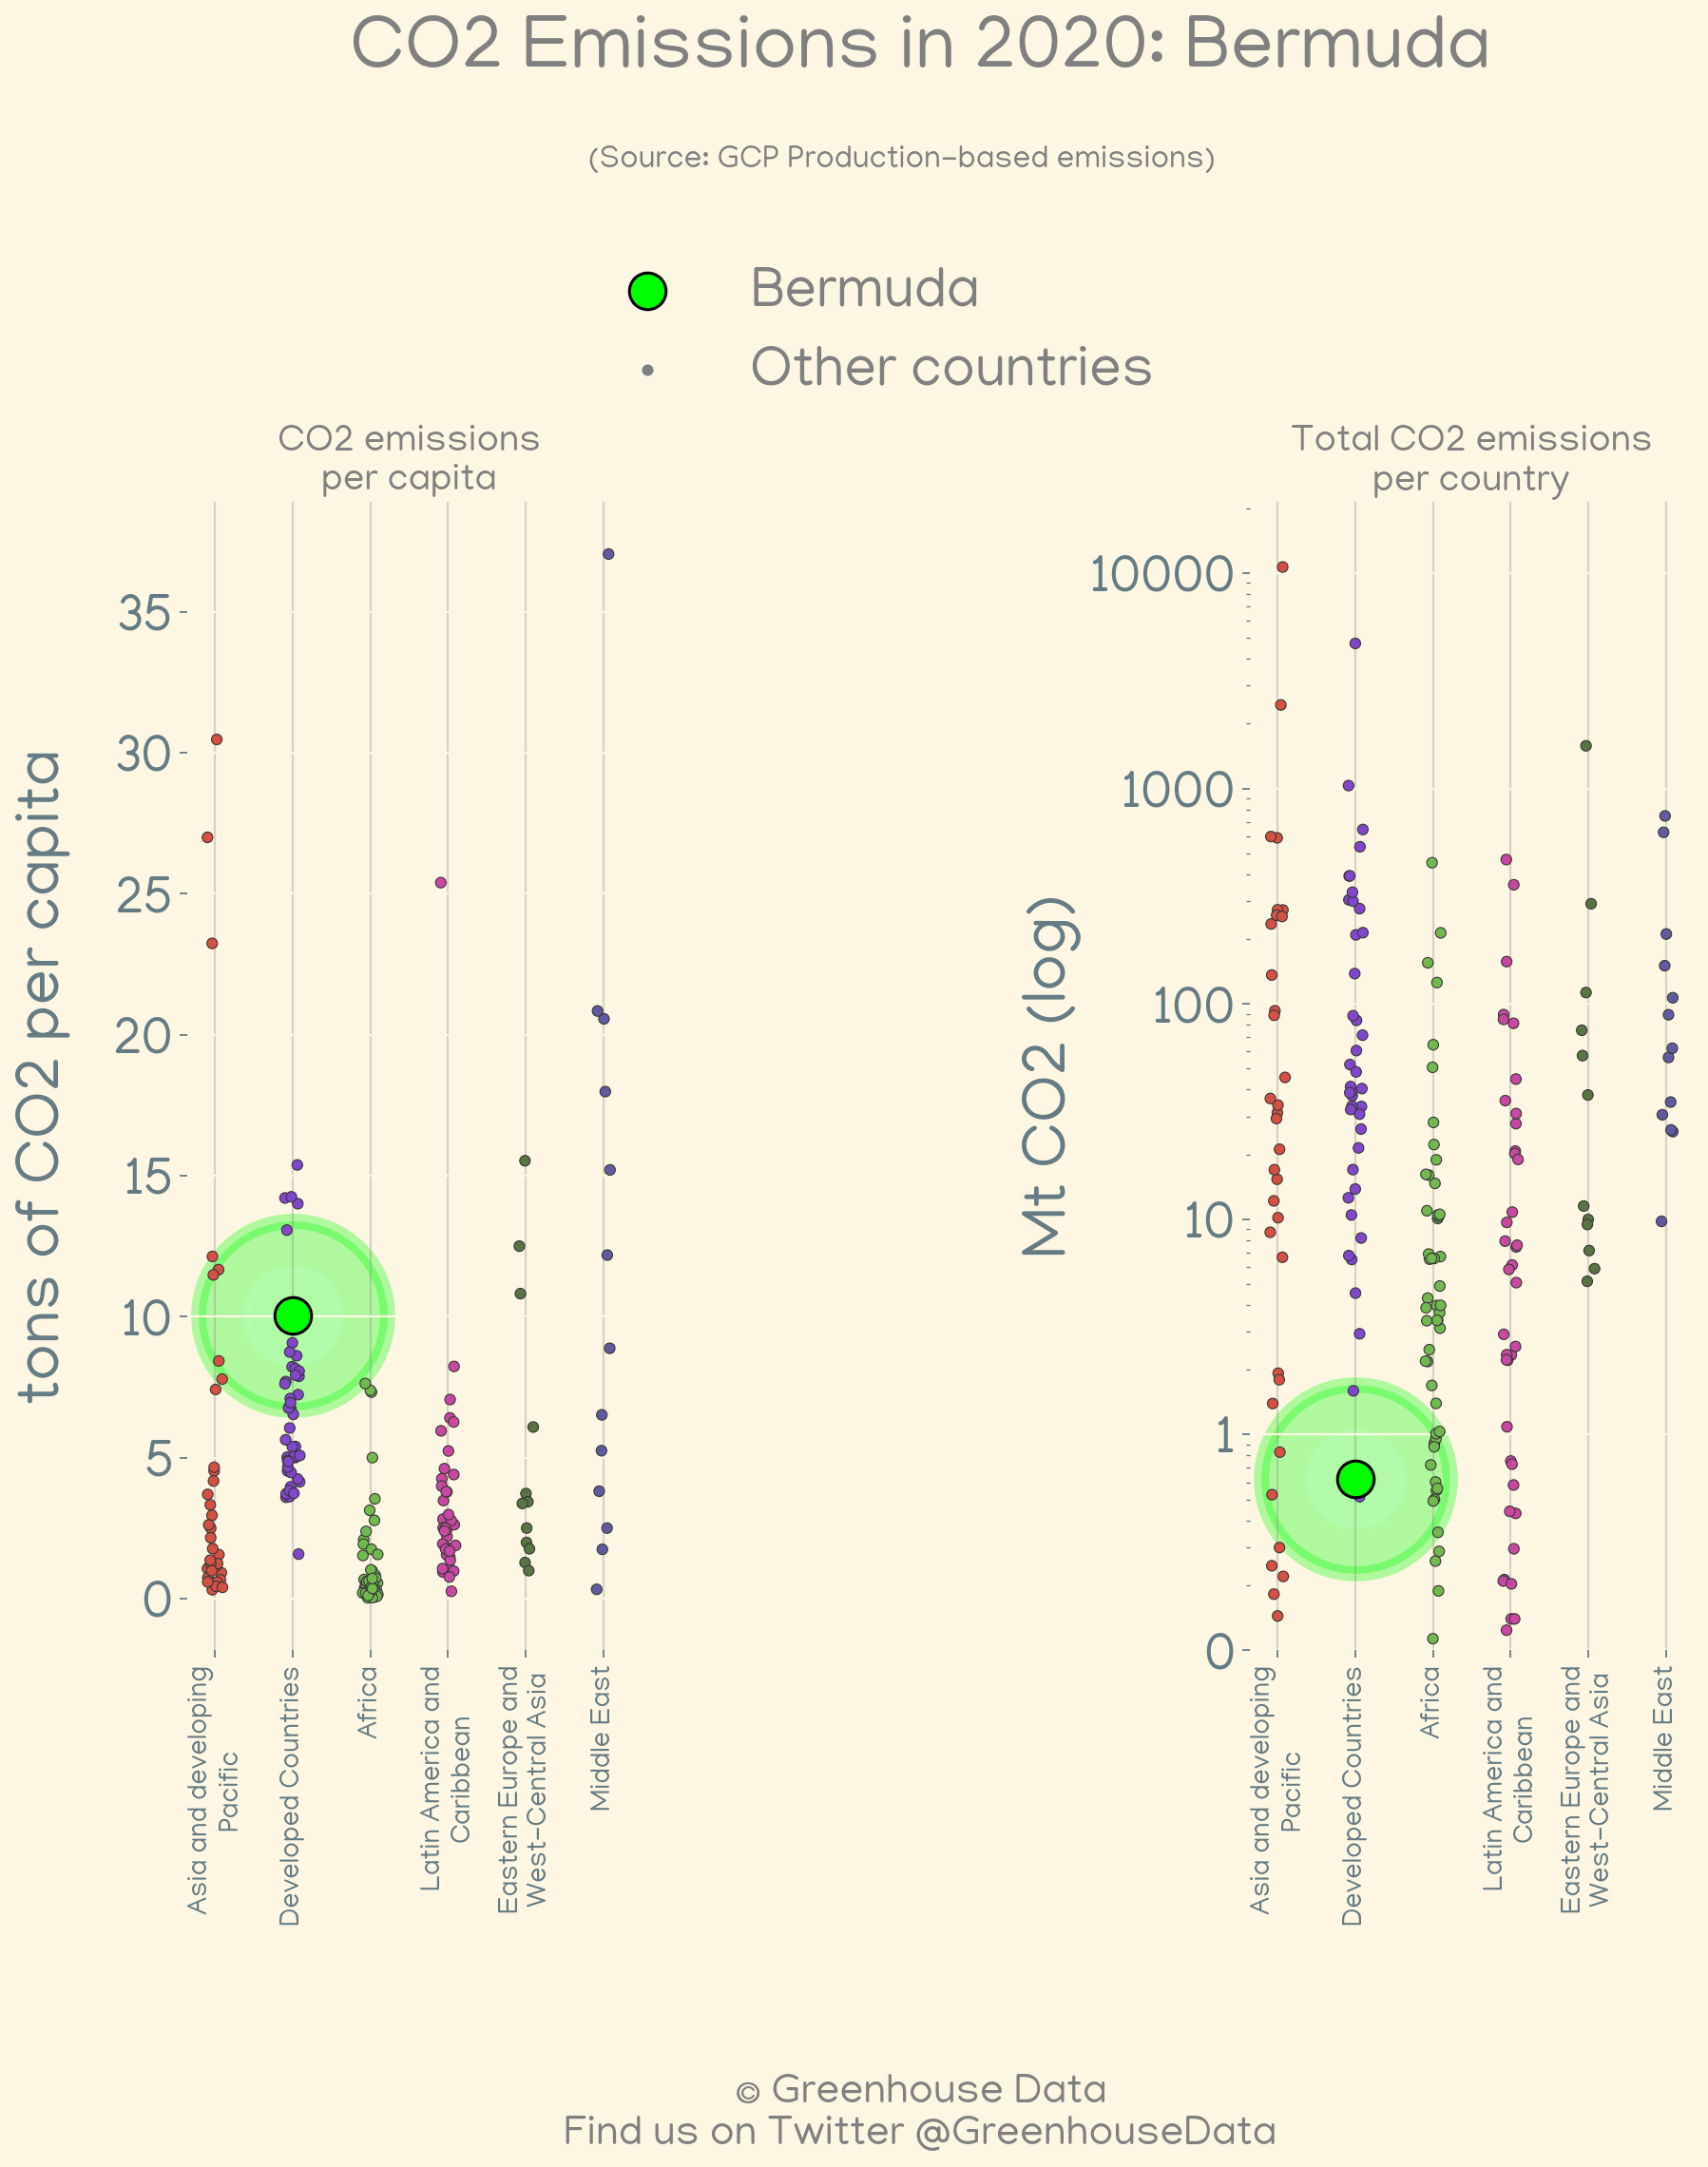 CO2 Emissions in 2020: Bermuda
(Source: GCP Production-based emissions)
Bermuda
Other countries
CO2 emissions
per capita
tons of CO2 per capita
35
30
25
20
15
10
5
0
Asia and developing
Pacific
Developed Countries
Africa
Latin America and
Caribbean
Eastern Europe and
West-Central Asia
Middle East
Total CO2 emissions
per country
Mt CO2 (log)
10000
1000
100
10
1
0
Asia and developing
Pacific
Developed Countries
Africa
Latin America and
Caribbean
Eastern Europe and
West-Central Asia
Middle East
© Greenhouse Data
Find us on Twitter @GreenhouseData